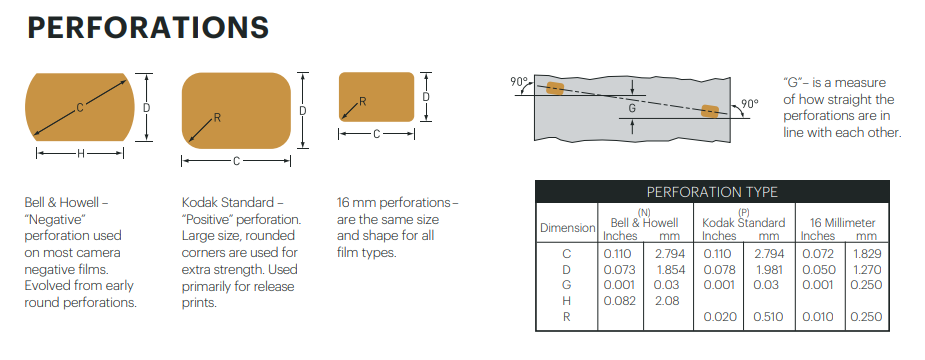 PERFORATIONS
C
D
H
R
D
C
R
D
C
90°
G
90°
"G"– is a measure
of how straight the
perforations are in
line with each other.
Bell & Howell –
"Negative"
perforation used
on most camera
negative films.
Evolved from early
round perforations.
Kodak Standard –
"Positive" perforation.
Large size, rounded
corners are used for
extra strength. Used
primarily for release
prints.
16 mm perforations –
are the same size
and shape for all
film types.
PERFORATION TYPE
(N) (P)
Dimension Bell & Howell Kodak Standard 16 Millimeter
Inches mm Inches mm Inches mm
C 0.110 2.794 0.110 2.794 0.072 1.829
D 0.073 1.854 0.078 1.981 0.050 1.270
G 0.001 0.03 0.001 0.03 0.001 0.250
H 0.082 2.08
R 0.020 0.510 0.010 0.250